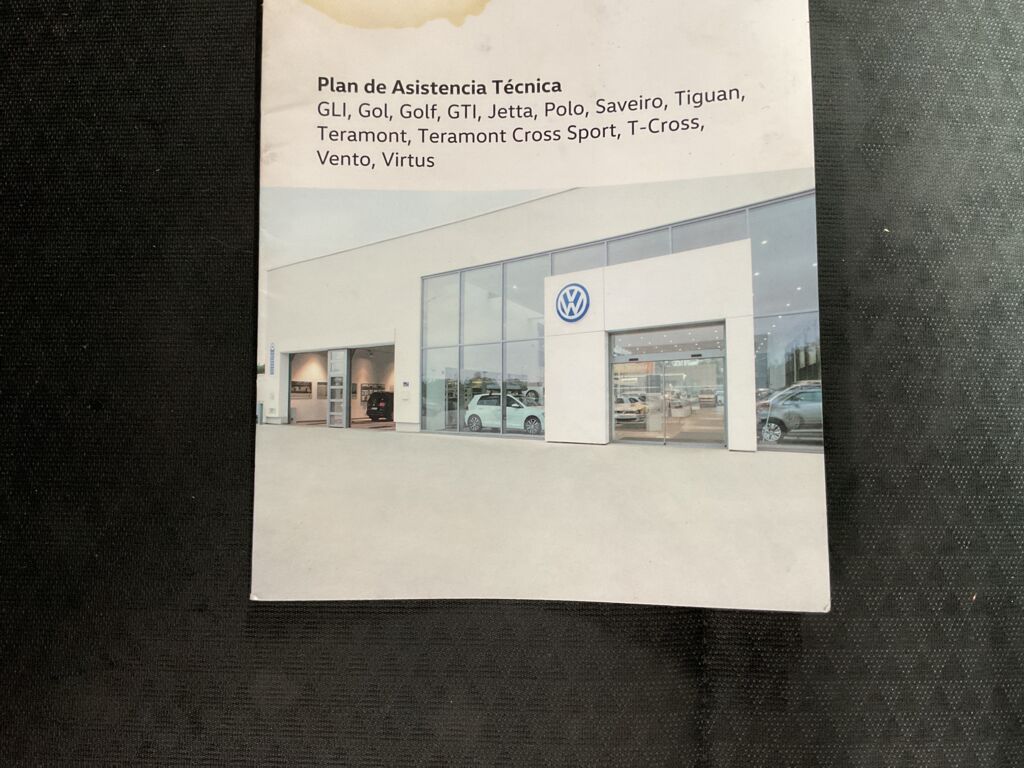 Plan de Asistencia Técnica
GLI, Gol, Golf, GTI, Jetta, Polo, Saveiro, Tiguan,
Teramont, Teramont Cross Sport, T-Cross,
Vento, Virtus